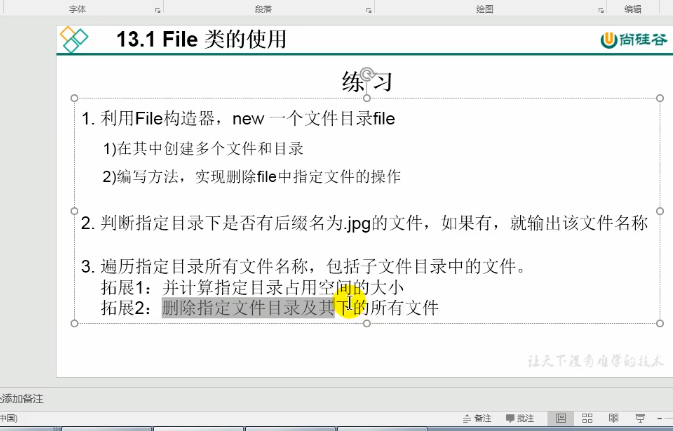 字体
段落
绘图
编辑
13.1 File 类的使用
尚硅谷
练 习
1. 利用File构造器，new 一个文件目录file
1)在其中创建多个文件和目录
2)编写方法，实现删除file中指定文件的操作
2. 判断指定目录下是否有后缀名为.jpg的文件，如果有，就输出该文件名称
3. 遍历指定目录所有文件名称，包括子文件目录中的文件。
拓展1：并计算指定目录占用空间的大小
拓展2：删除指定文件目录及其下的所有文件
让天下没有难学的技术
添加备注
中国)
备注
批注